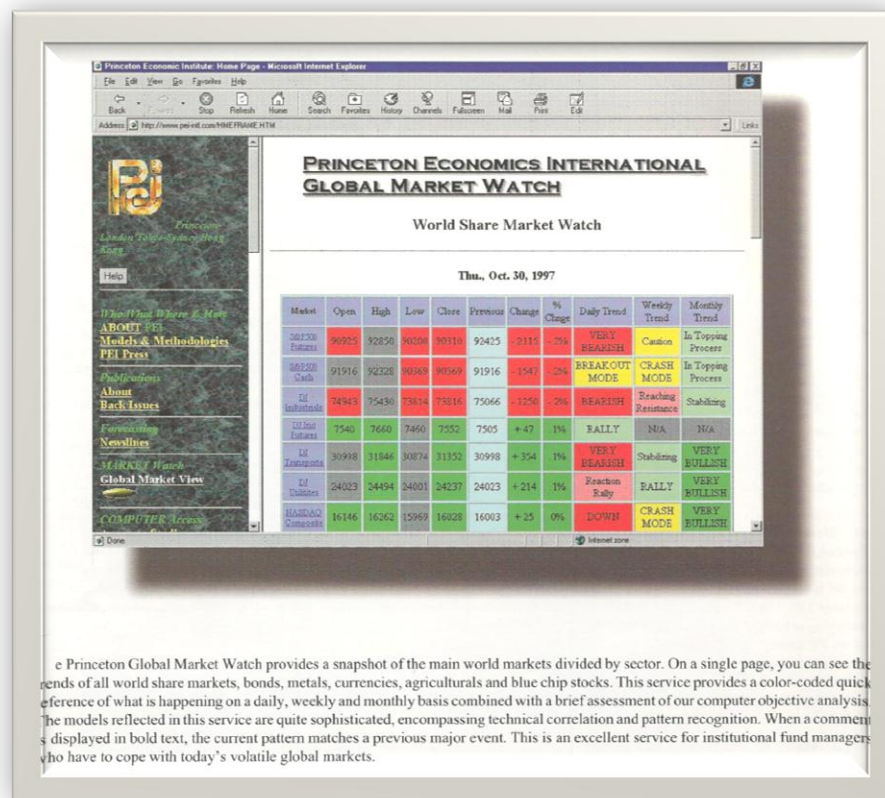 Princeton Economic Institute: Home Page - Microsoft Internet Explorer
File Edit View Go Favorites Help
Back Stop Refresh Home Search Favorites History Channels Fullscreen Mail Print Edit
Address http://www.pei-intl.com/HMEFRAME.HTM Links
Princeton-
London Tokyo-Sydney Hong
Kong
Help
Who What Where & How
ABOUT PEI
Models & Methodologies
PEI Press
Publications
About
Back Issues
Forecasting
Newslines
MARKET Watch
Global Market View
COMPUTER Access
PRINCETON ECONOMICS INTERNATIONAL
GLOBAL MARKET WATCH
World Share Market Watch
Thu., Oct. 30, 1997
Market Open High Low Close Previous Change % Chnge Daily Trend Weekly Trend Monthly Trend
S&P500 Futures 90925 92850 90200 90310 92425 - 2115 - 2% VERY BEARISH Caution In Topping Process
S&P500 Cash 91916 92328 90369 90369 91916 - 1547 - 2% BREAKOUT MODE CRASH MODE In Topping Process
DJ Industrials 74943 75430 73814 73816 75066 - 1250 - 2% BEARISH Reaching Resistance Stabilizing
DJ Ind Futures 7540 7660 7460 7552 7505 + 47 1% RALLY N/A N/A
DJ Transports 30998 31846 30874 31352 30998 + 354 1% VERY BEARISH Stabilizing VERY BULLISH
DJ Utilities 24023 24494 24001 24237 24023 + 214 1% Reaction Rally RALLY VERY BULLISH
NASDAQ Composite 16146 16262 15969 16028 16003 + 25 0% DOWN CRASH MODE VERY BULLISH
Done Internet zone
e Princeton Global Market Watch provides a snapshot of the main world markets divided by sector. On a single page, you can see the
rends of all world share markets, bonds, metals, currencies, agriculturals and blue chip stocks. This service provides a color-coded quick
eference of what is happening on a daily, weekly and monthly basis combined with a brief assessment of our computer objective analysis.
The models reflected in this service are quite sophisticated, encompassing technical correlation and pattern recognition. When a comment
s displayed in bold text, the current pattern matches a previous major event. This is an excellent service for institutional fund managers
who have to cope with today's volatile global markets.